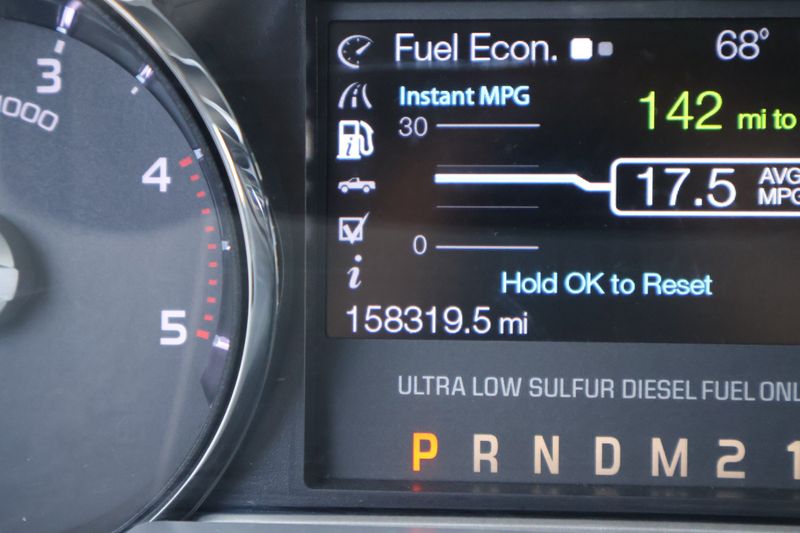 3
1000
4
5
Fuel Econ. 68°
Instant MPG
30
142 mi to
17.5 AVG
MPG
0
i
Hold OK to Reset
158319.5 mi
ULTRA LOW SULFUR DIESEL FUEL ONL
P R N D M 2 1